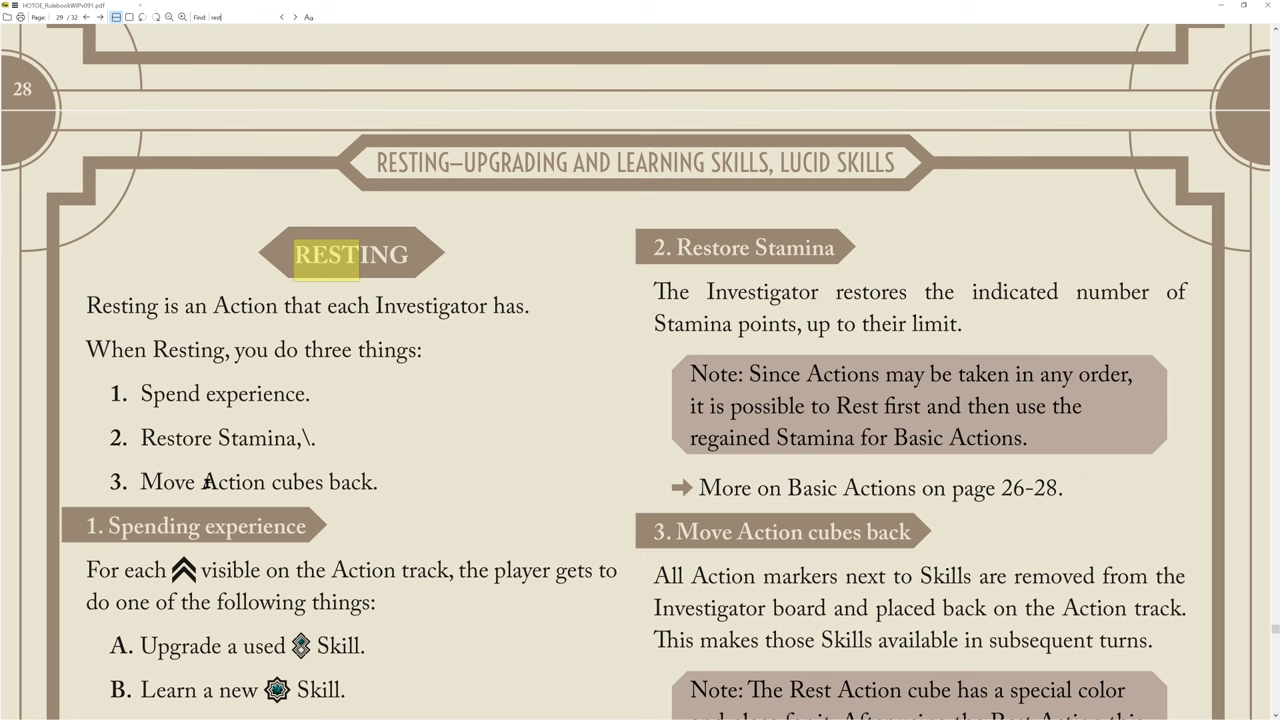 HOTOE_RulebookWIPv091.pdf
Page: 29 / 32 Find: rest
28
RESTING—UPGRADING AND LEARNING SKILLS, LUCID SKILLS
RESTING
Resting is an Action that each Investigator has.
When Resting, you do three things:
1. Spend experience.
2. Restore Stamina,\.
3. Move Action cubes back.
1. Spending experience
For each visible on the Action track, the player gets to
do one of the following things:
A. Upgrade a used Skill.
B. Learn a new Skill.
2. Restore Stamina
The Investigator restores the indicated number of
Stamina points, up to their limit.
Note: Since Actions may be taken in any order,
it is possible to Rest first and then use the
regained Stamina for Basic Actions.
More on Basic Actions on page 26-28.
3. Move Action cubes back
All Action markers next to Skills are removed from the
Investigator board and placed back on the Action track.
This makes those Skills available in subsequent turns.
Note: The Rest Action cube has a special color